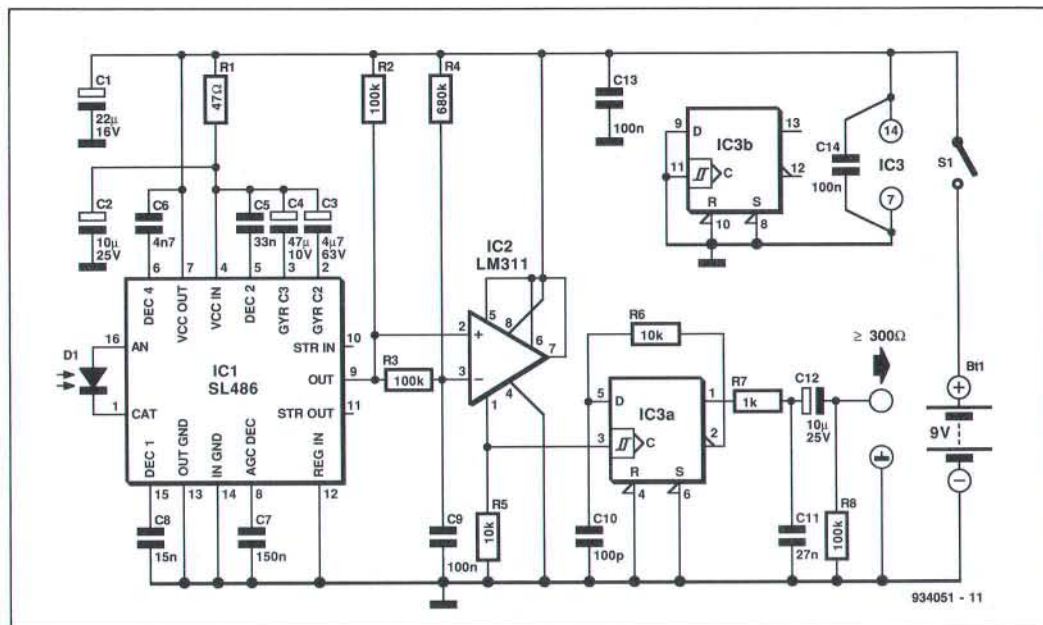 C1
22µ
16V
R1
47Ω
R2
100k
R4
680k
C13
100n
9
D
IC3b
13
11
C
12
R
S
10
8
C14
100n
14
IC3
7
S1
C2
10µ
25V
C6
4n7
C5
33n
C4
47µ
10V
C3
4µ7
63V
6
7
4
5
3
2
DEC 4
VCC OUT
VCC IN
DEC 2
GYR C3
GYR C2
16
AN
D1
1
CAT
IC1
SL486
STR IN
10
OUT
9
STR OUT
11
DEC 1
OUT GND
IN GND
AGC DEC
REG IN
15
13
14
8
12
C8
15n
C7
150n
R3
100k
IC2
LM311
2
+
3
−
5
8
6
7
1
4
C9
100n
R5
10k
R6
10k
5
D
IC3a
1
2
3
C
R
S
4
6
C10
100p
R7
1k
C12
10µ
25V
C11
27n
R8
100k
≥ 300Ω
Bt1
+
9V
−
934051 - 11